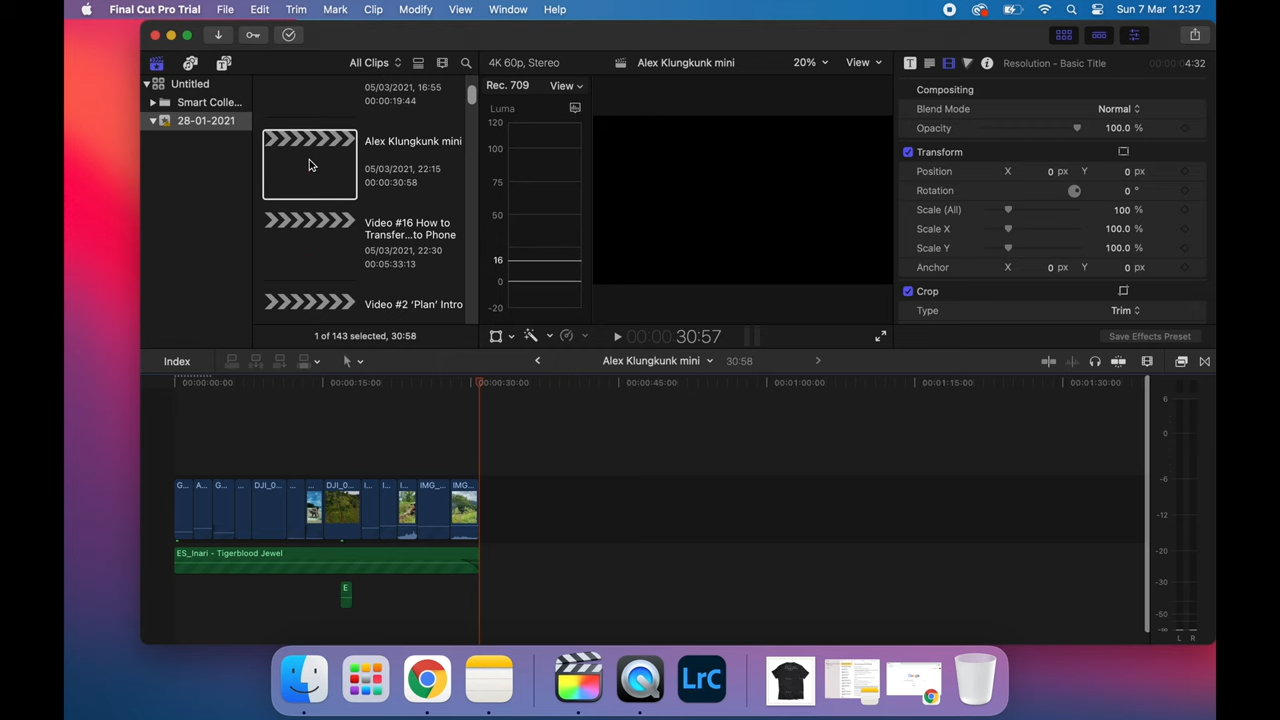 Final Cut Pro Trial File Edit Trim Mark Clip Modify View Window Help Sun 7 Mar 12:37
All Clips 4K 60p, Stereo Alex Klungkunk mini 20% View Resolution - Basic Title 4:32
Untitled
Smart Colle...
28-01-2021
05/03/2021, 16:55
00:00:19:44
Alex Klungkunk mini
05/03/2021, 22:15
00:00:30:58
Video #16 How to
Transfer...to Phone
05/03/2021, 22:30
00:05:33:13
Video #2 ‘Plan’ Intro
1 of 143 selected, 30:58
Rec. 709 View
Luma
120
100
75
50
16
0
-20
00:00:30:57
Compositing
Blend Mode Normal
Opacity 100.0 %
Transform
Position X 0 px Y 0 px
Rotation 0 °
Scale (All) 100 %
Scale X 100.0 %
Scale Y 100.0 %
Anchor X 0 px Y 0 px
Crop
Type Trim
Save Effects Preset
Index Alex Klungkunk mini 30:58
00:00:00:00 00:00:15:00 00:00:30:00 00:00:45:00 00:01:00:00 00:01:15:00 00:01:30:00
G... A... G... ... DJI_0... ... ... DJI_0... I... I... I... IMG_... IMG...
ES_Inari - Tigerblood Jewel
E
6
0
-6
-12
-20
-30
-50
L R
LrC